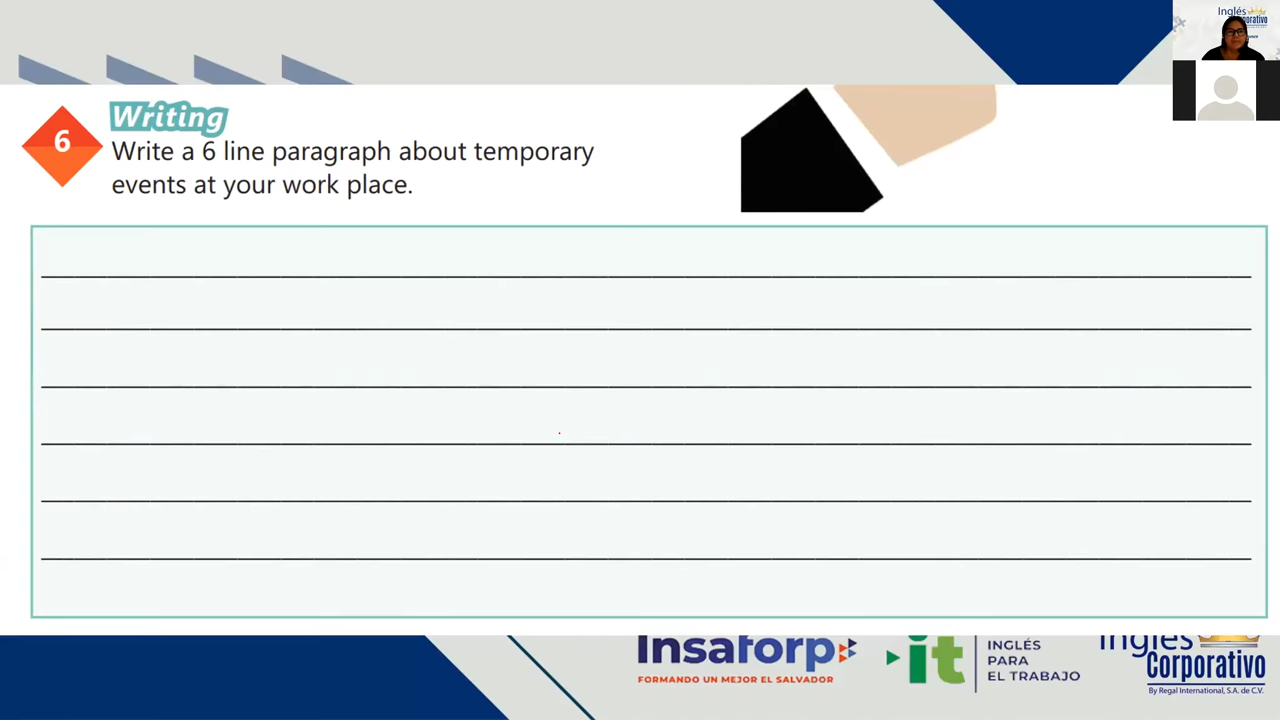 Inglés
Corporativo
Writing
6
Write a 6 line paragraph about temporary
events at your work place.
Insaforp
FORMANDO UN MEJOR EL SALVADOR
it
INGLÉS
PARA
EL TRABAJO
Inglés
Corporativo
By Regal International, S.A. de C.V.